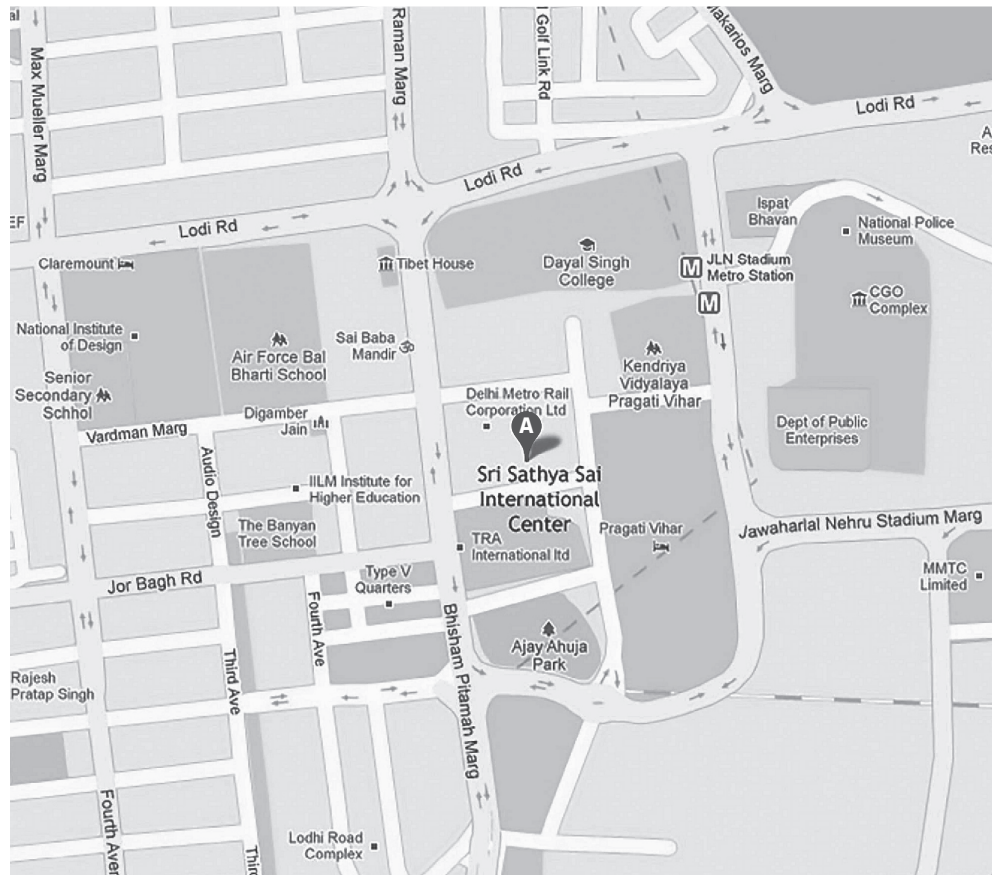 al
Max Mueller Marg
Raman Marg
l Golf Link Rd
Makarios Marg
Lodi Rd
A
Res
Lodi Rd
Lodi Rd
EF
Claremount
Tibet House
Dayal Singh
College
M
JLN Stadium
Metro Station
M
Ispat
Bhavan
National Police
Museum
CGO
Complex
National Institute
of Design
Air Force Bal
Bharti School
Sai Baba
Mandir
Kendriya
Vidyalaya
Pragati Vihar
Senior
Secondary
Schhol
Vardman Marg
Digamber
Jain
Delhi Metro Rail
Corporation Ltd
A
Sri Sathya Sai
International
Center
Dept of Public
Enterprises
Audio Design
IILM Institute for
Higher Education
The Banyan
Tree School
TRA
International ltd
Pragati Vihar
Jawaharial Nehru Stadium Marg
MMTC
Limited
Jor Bagh Rd
Type V
Quarters
Fourth Ave
Third Ave
Bhisham Pitamah Marg
Ajay Ahuja
Park
Rajesh
Pratap Singh
Fourth Aven
Third
Lodhi Road
Complex